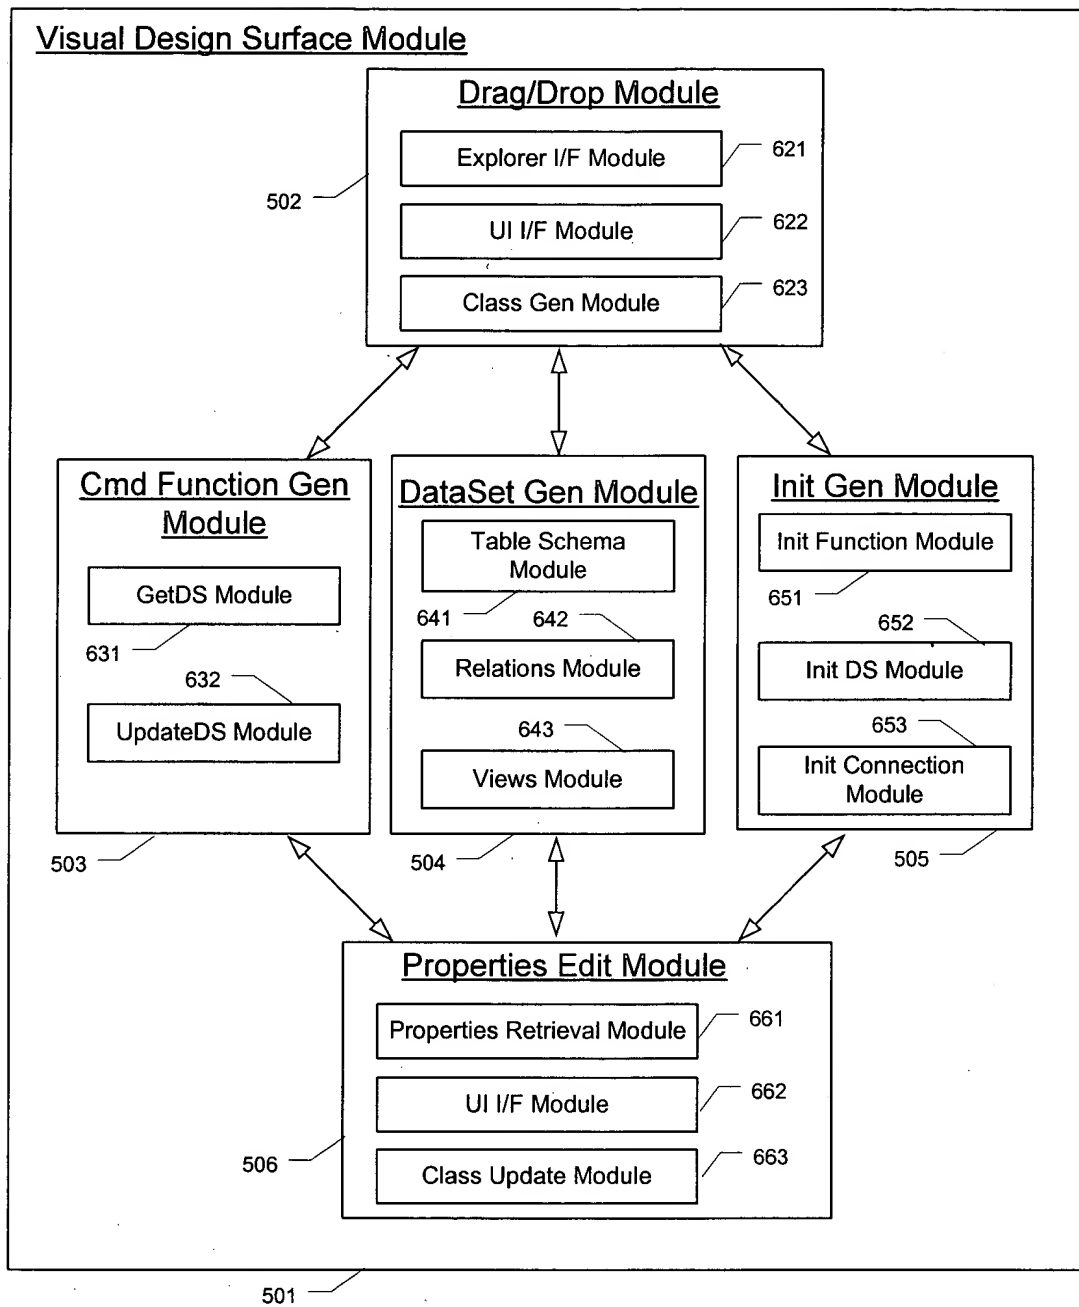 Visual Design Surface Module
Drag/Drop Module
Explorer I/F Module
621
502
UI I/F Module
622
Class Gen Module
623
Cmd Function Gen
Module
GetDS Module
631
632
UpdateDS Module
503
DataSet Gen Module
Table Schema
Module
641
642
Relations Module
643
Views Module
504
Init Gen Module
Init Function Module
651
652
Init DS Module
653
Init Connection
Module
505
Properties Edit Module
Properties Retrieval Module
661
UI I/F Module
662
506
Class Update Module
663
501